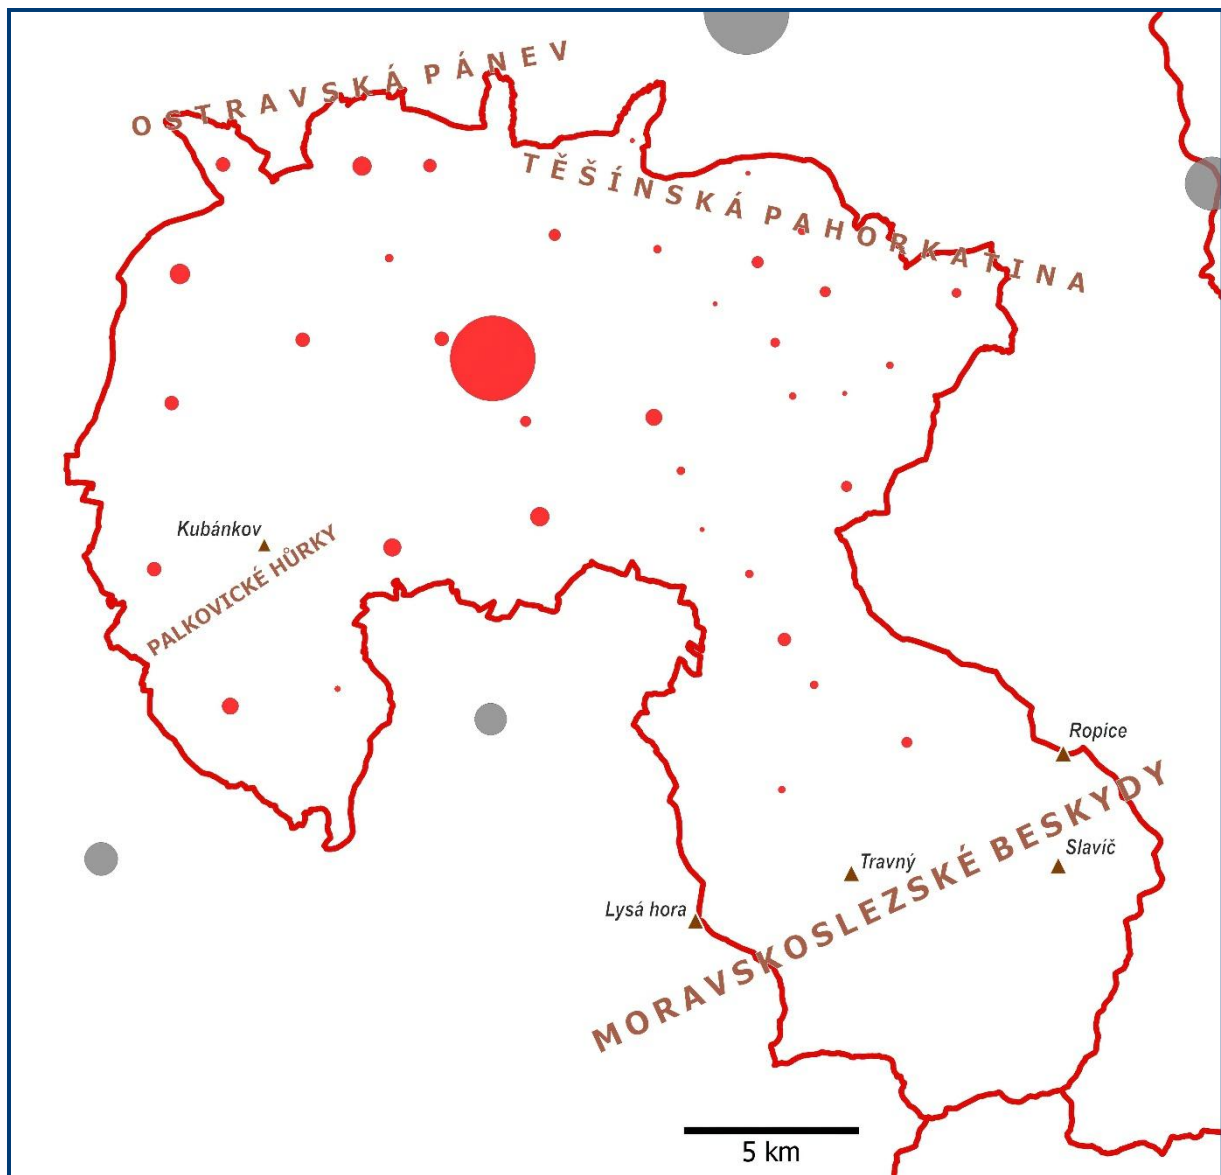 OSTRAVSKÁ PÁNEV
TĚŠÍNSKÁ PAHORKATINA
Kubánkov
PALKOVICKÉ HŮRKY
Ropice
MORAVSKOSLEZSKÉ BESKYDY
Travný
Slavíč
Lysá hora
5 km